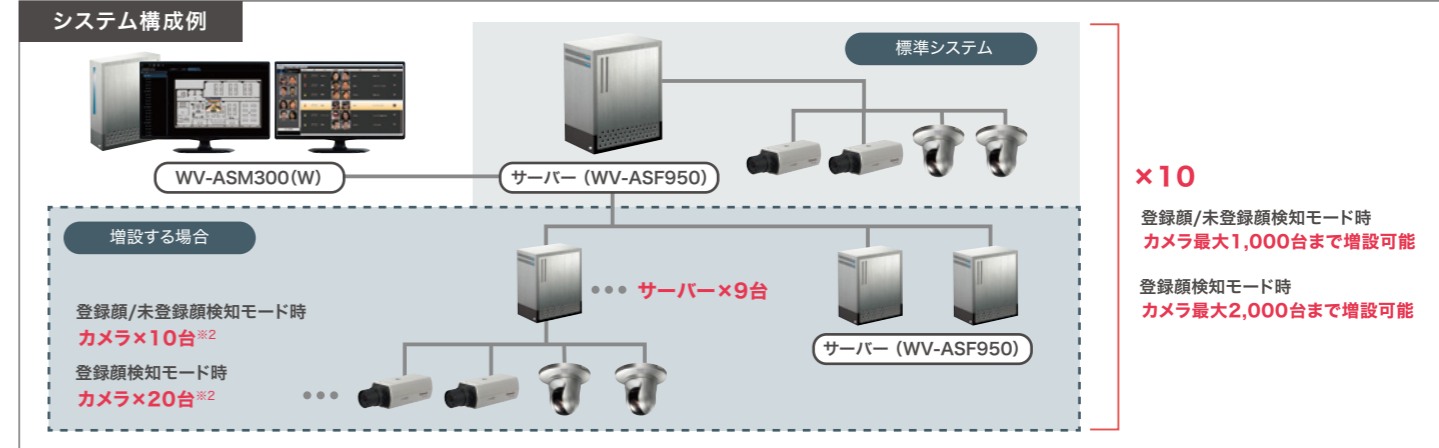 システム構成例
標準システム
WV-ASM300(W)
サーバー（WV-ASF950）
増設する場合
サーバー×9台
登録顔/未登録顔検知モード時
カメラ×10台※2
登録顔検知モード時
カメラ×20台※2
サーバー（WV-ASF950）
×10
登録顔/未登録顔検知モード時
カメラ最大1,000台まで増設可能
登録顔検知モード時
カメラ最大2,000台まで増設可能